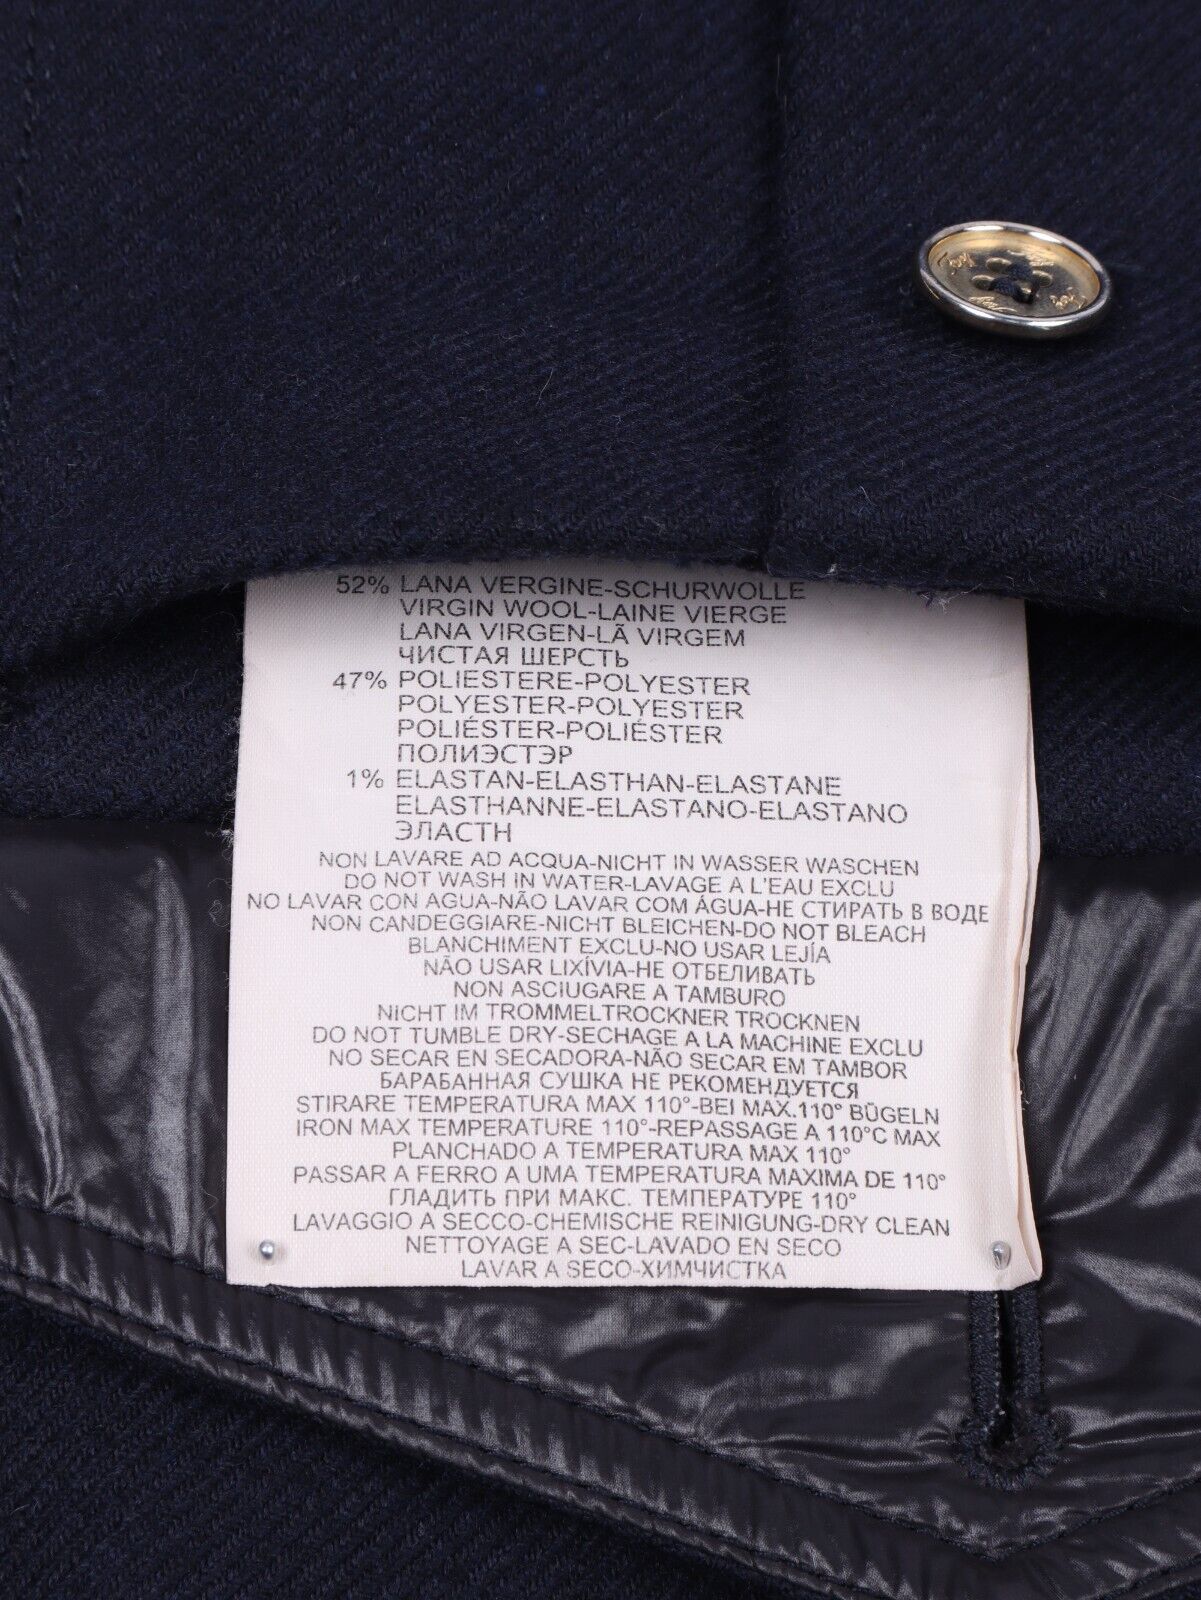 52% LANA VERGINE-SCHURWOLLE
VIRGIN WOOL-LAINE VIERGE
LANA VIRGEN-LÃ VIRGEM
ЧИСТАЯ ШЕРСТЬ
47% POLIESTERE-POLYESTER
POLYESTER-POLYESTER
POLIÉSTER-POLIÉSTER
ПОЛИЭСТЭР
1% ELASTAN-ELASTHAN-ELASTANE
ELASTHANNE-ELASTANO-ELASTANO
ЭЛАСТН
NON LAVARE AD ACQUA-NICHT IN WASSER WASCHEN
DO NOT WASH IN WATER-LAVAGE A L'EAU EXCLU
NO LAVAR CON AGUA-NÃO LAVAR COM ÁGUA-НЕ СТИРАТЬ В ВОДЕ
NON CANDEGGIARE-NICHT BLEICHEN-DO NOT BLEACH
BLANCHIMENT EXCLU-NO USAR LEJÍA
NÃO USAR LIXÍVIA-НЕ ОТБЕЛИВАТЬ
NON ASCIUGARE A TAMBURO
NICHT IM TROMMELTROCKNER TROCKNEN
DO NOT TUMBLE DRY-SECHAGE A LA MACHINE EXCLU
NO SECAR EN SECADORA-NÃO SECAR EM TAMBOR
БАРАБАННАЯ СУШКА НЕ РЕКОМЕНДУЕТСЯ
STIRARE TEMPERATURA MAX 110°-BEI MAX.110° BÜGELN
IRON MAX TEMPERATURE 110°-REPASSAGE A 110°C MAX
PLANCHADO A TEMPERATURA MAX 110°
PASSAR A FERRO A UMA TEMPERATURA MAXIMA DE 110°
ГЛАДИТЬ ПРИ МАКС. ТЕМПЕРАТУРЕ 110°
LAVAGGIO A SECCO-CHEMISCHE REINIGUNG-DRY CLEAN
NETTOYAGE A SEC-LAVADO EN SECO
LAVAR A SECO-ХИМЧИСТКА